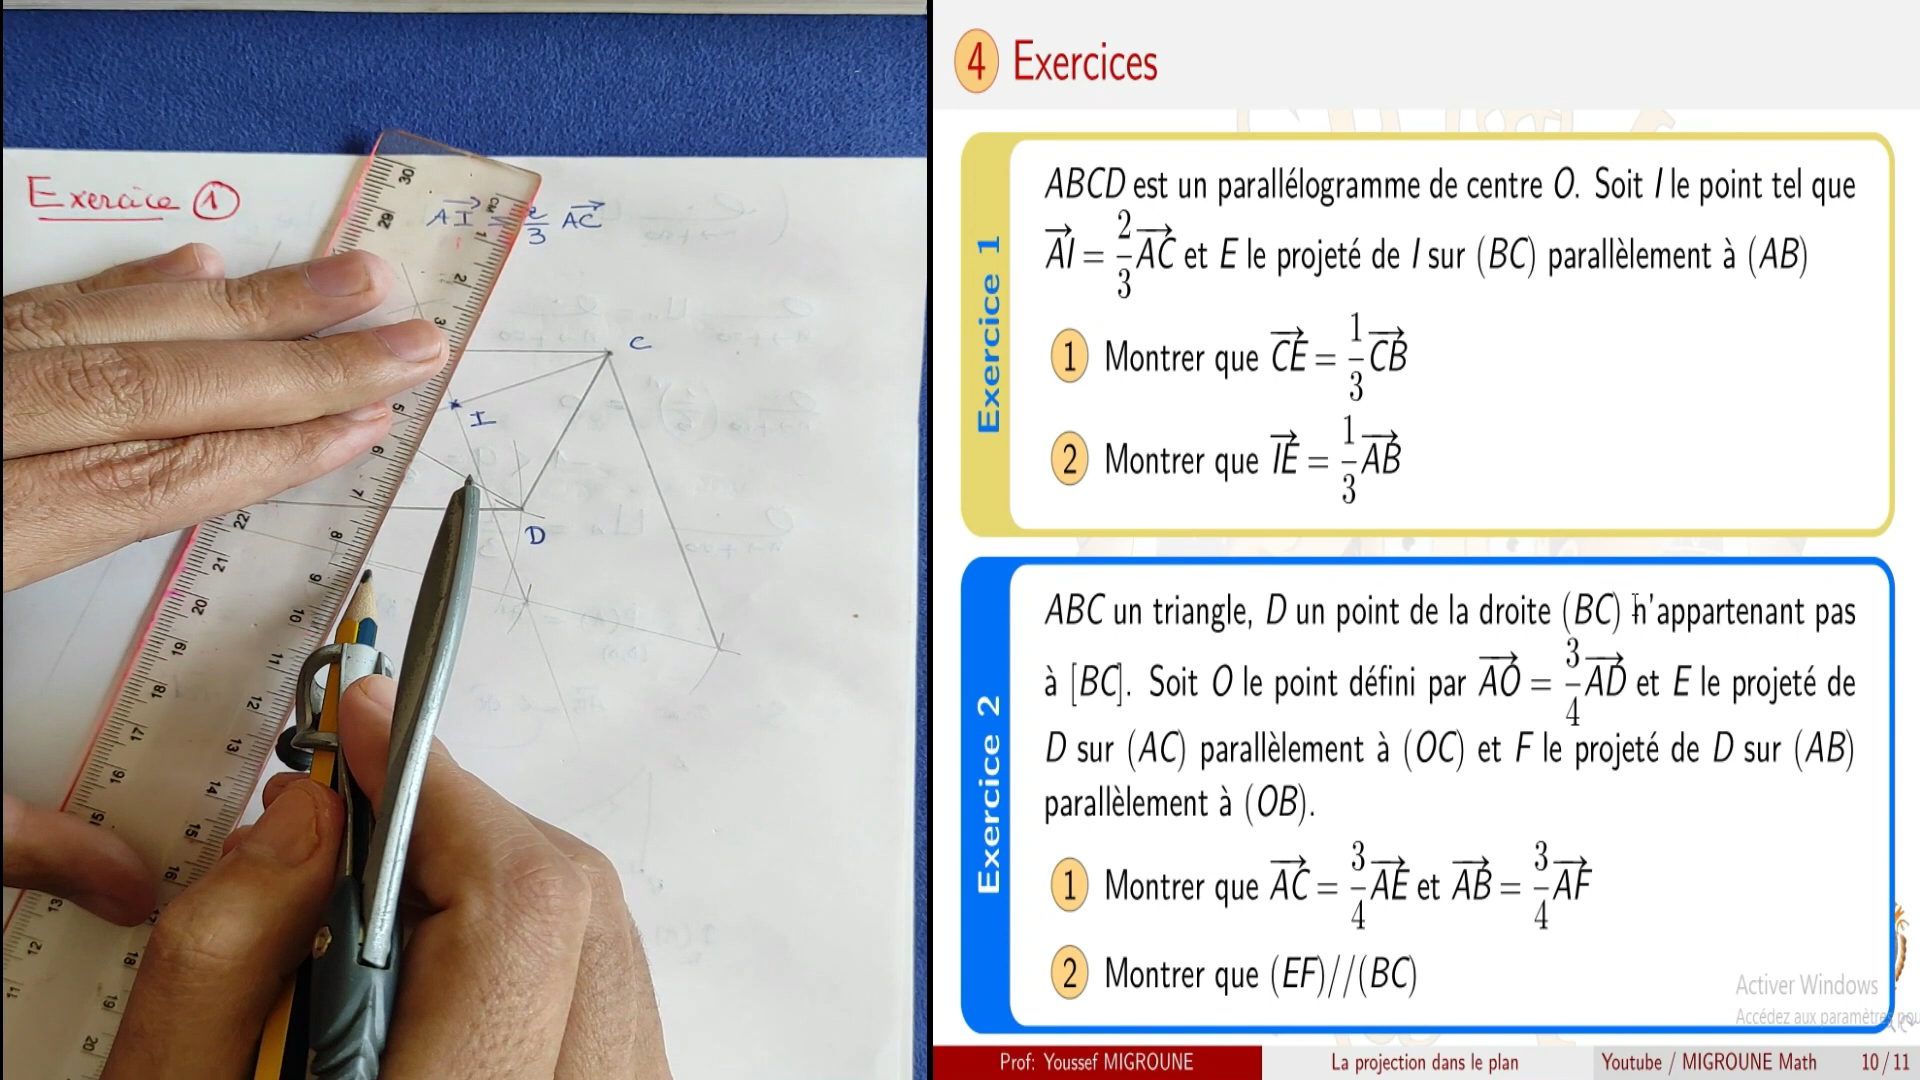 Exercice 1
AI = 2/3 AC
C
I
D
4 Exercices
Exercice 1
ABCD est un parallélogramme de centre O. Soit I le point tel que
AI = 2/3 AC et E le projeté de I sur (BC) parallèlement à (AB)
1 Montrer que CE = 1/3 CB
2 Montrer que IE = 1/3 AB
Exercice 2
ABC un triangle, D un point de la droite (BC) n'appartenant pas
à [BC]. Soit O le point défini par AO = 3/4 AD et E le projeté de
D sur (AC) parallèlement à (OC) et F le projeté de D sur (AB)
parallèlement à (OB).
1 Montrer que AC = 3/4 AE et AB = 3/4 AF
2 Montrer que (EF)//(BC)
Activer Windows
Accédez aux paramètres pou
Prof: Youssef MIGROUNE
La projection dans le plan
Youtube / MIGROUNE Math
10/11